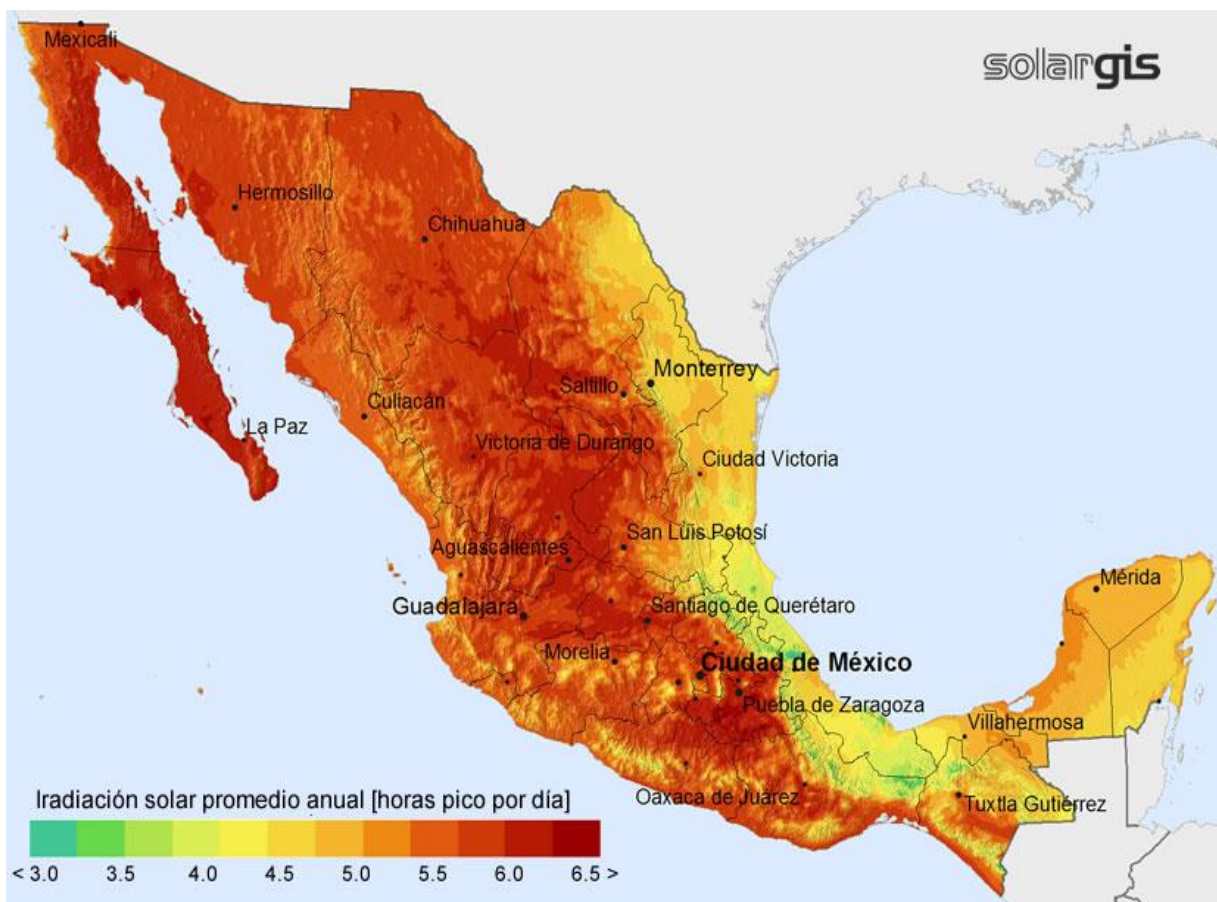 solargis
Mexicali
Hermosillo
Chihuahua
Monterrey
Saltillo
Culiacán
La Paz
Victoria de Durango
Ciudad Victoria
San Luis Potosí
Aguascalientes
Mérida
Guadalajara
Santiago de Querétaro
Morelia
Ciudad de México
Puebla de Zaragoza
Villahermosa
Oaxaca de Juárez
Tuxtla Gutiérrez
Iradiación solar promedio anual [horas pico por día]
< 3.0 3.5 4.0 4.5 5.0 5.5 6.0 6.5 >